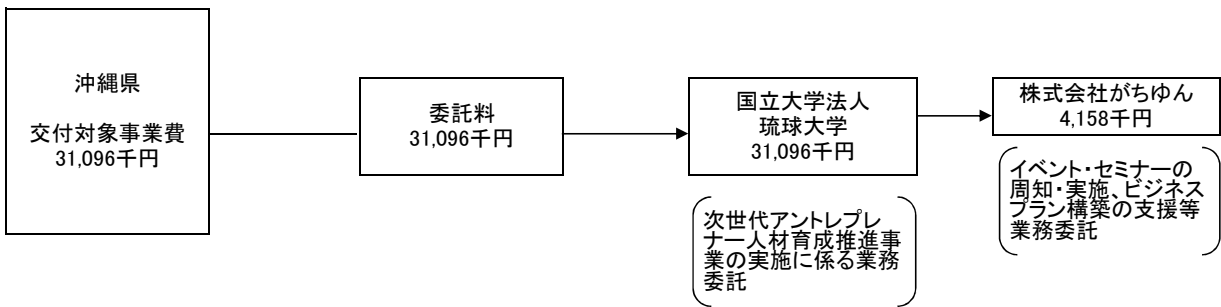 沖縄県
交付対象事業費
31,096千円
委託料
31,096千円
国立大学法人
琉球大学
31,096千円
次世代アントレプレ
ナー人材育成推進事
業の実施に係る業務
委託
株式会社がちゆん
4,158千円
イベント・セミナーの
周知・実施、ビジネス
プラン構築の支援等
業務委託